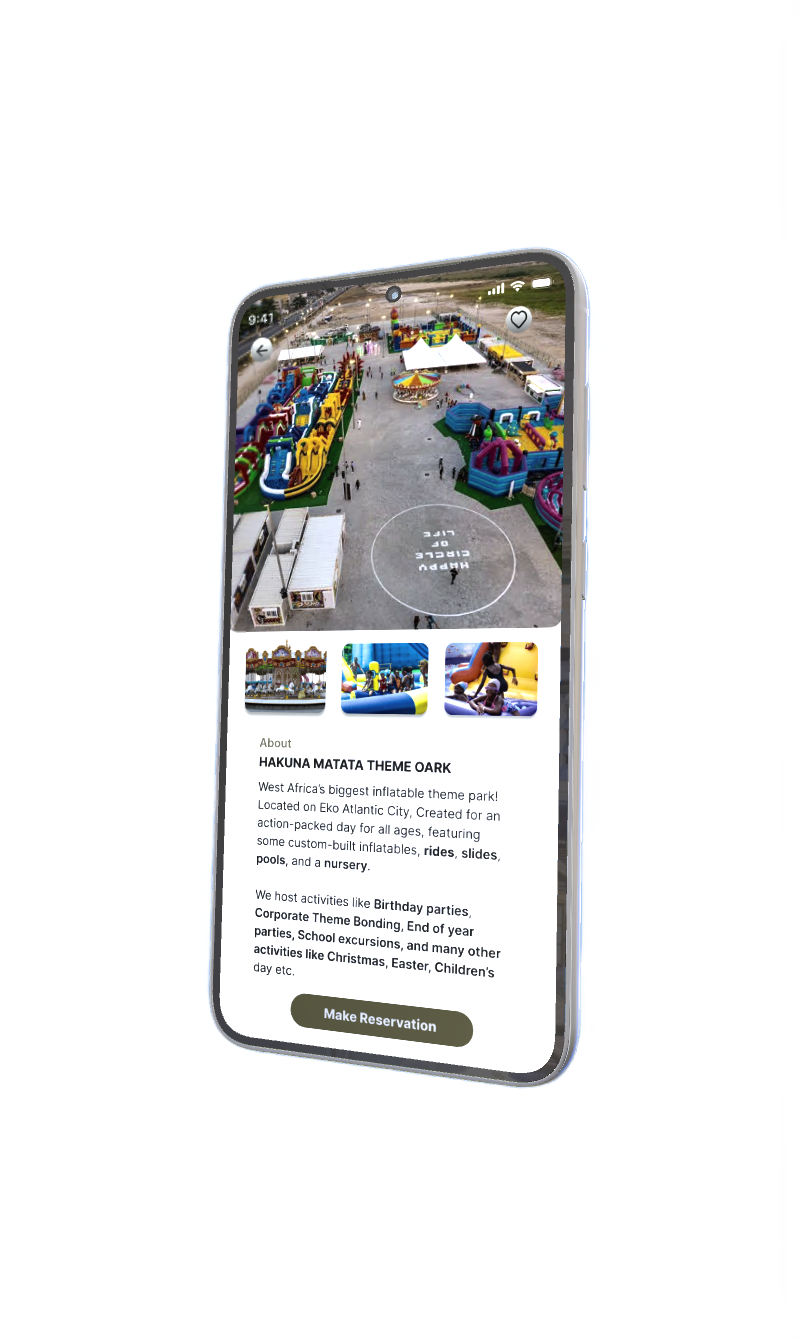 9:41
HAPPY
CIRCLE
OF
LIFE
About
HAKUNA MATATA THEME OARK
West Africa's biggest inflatable theme park!
Located on Eko Atlantic City, Created for an
action-packed day for all ages, featuring
some custom-built inflatables, rides, slides,
pools, and a nursery.
We host activities like Birthday parties,
Corporate Theme Bonding, End of year
parties, School excursions, and many other
activities like Christmas, Easter, Children's
day etc.
Make Reservation